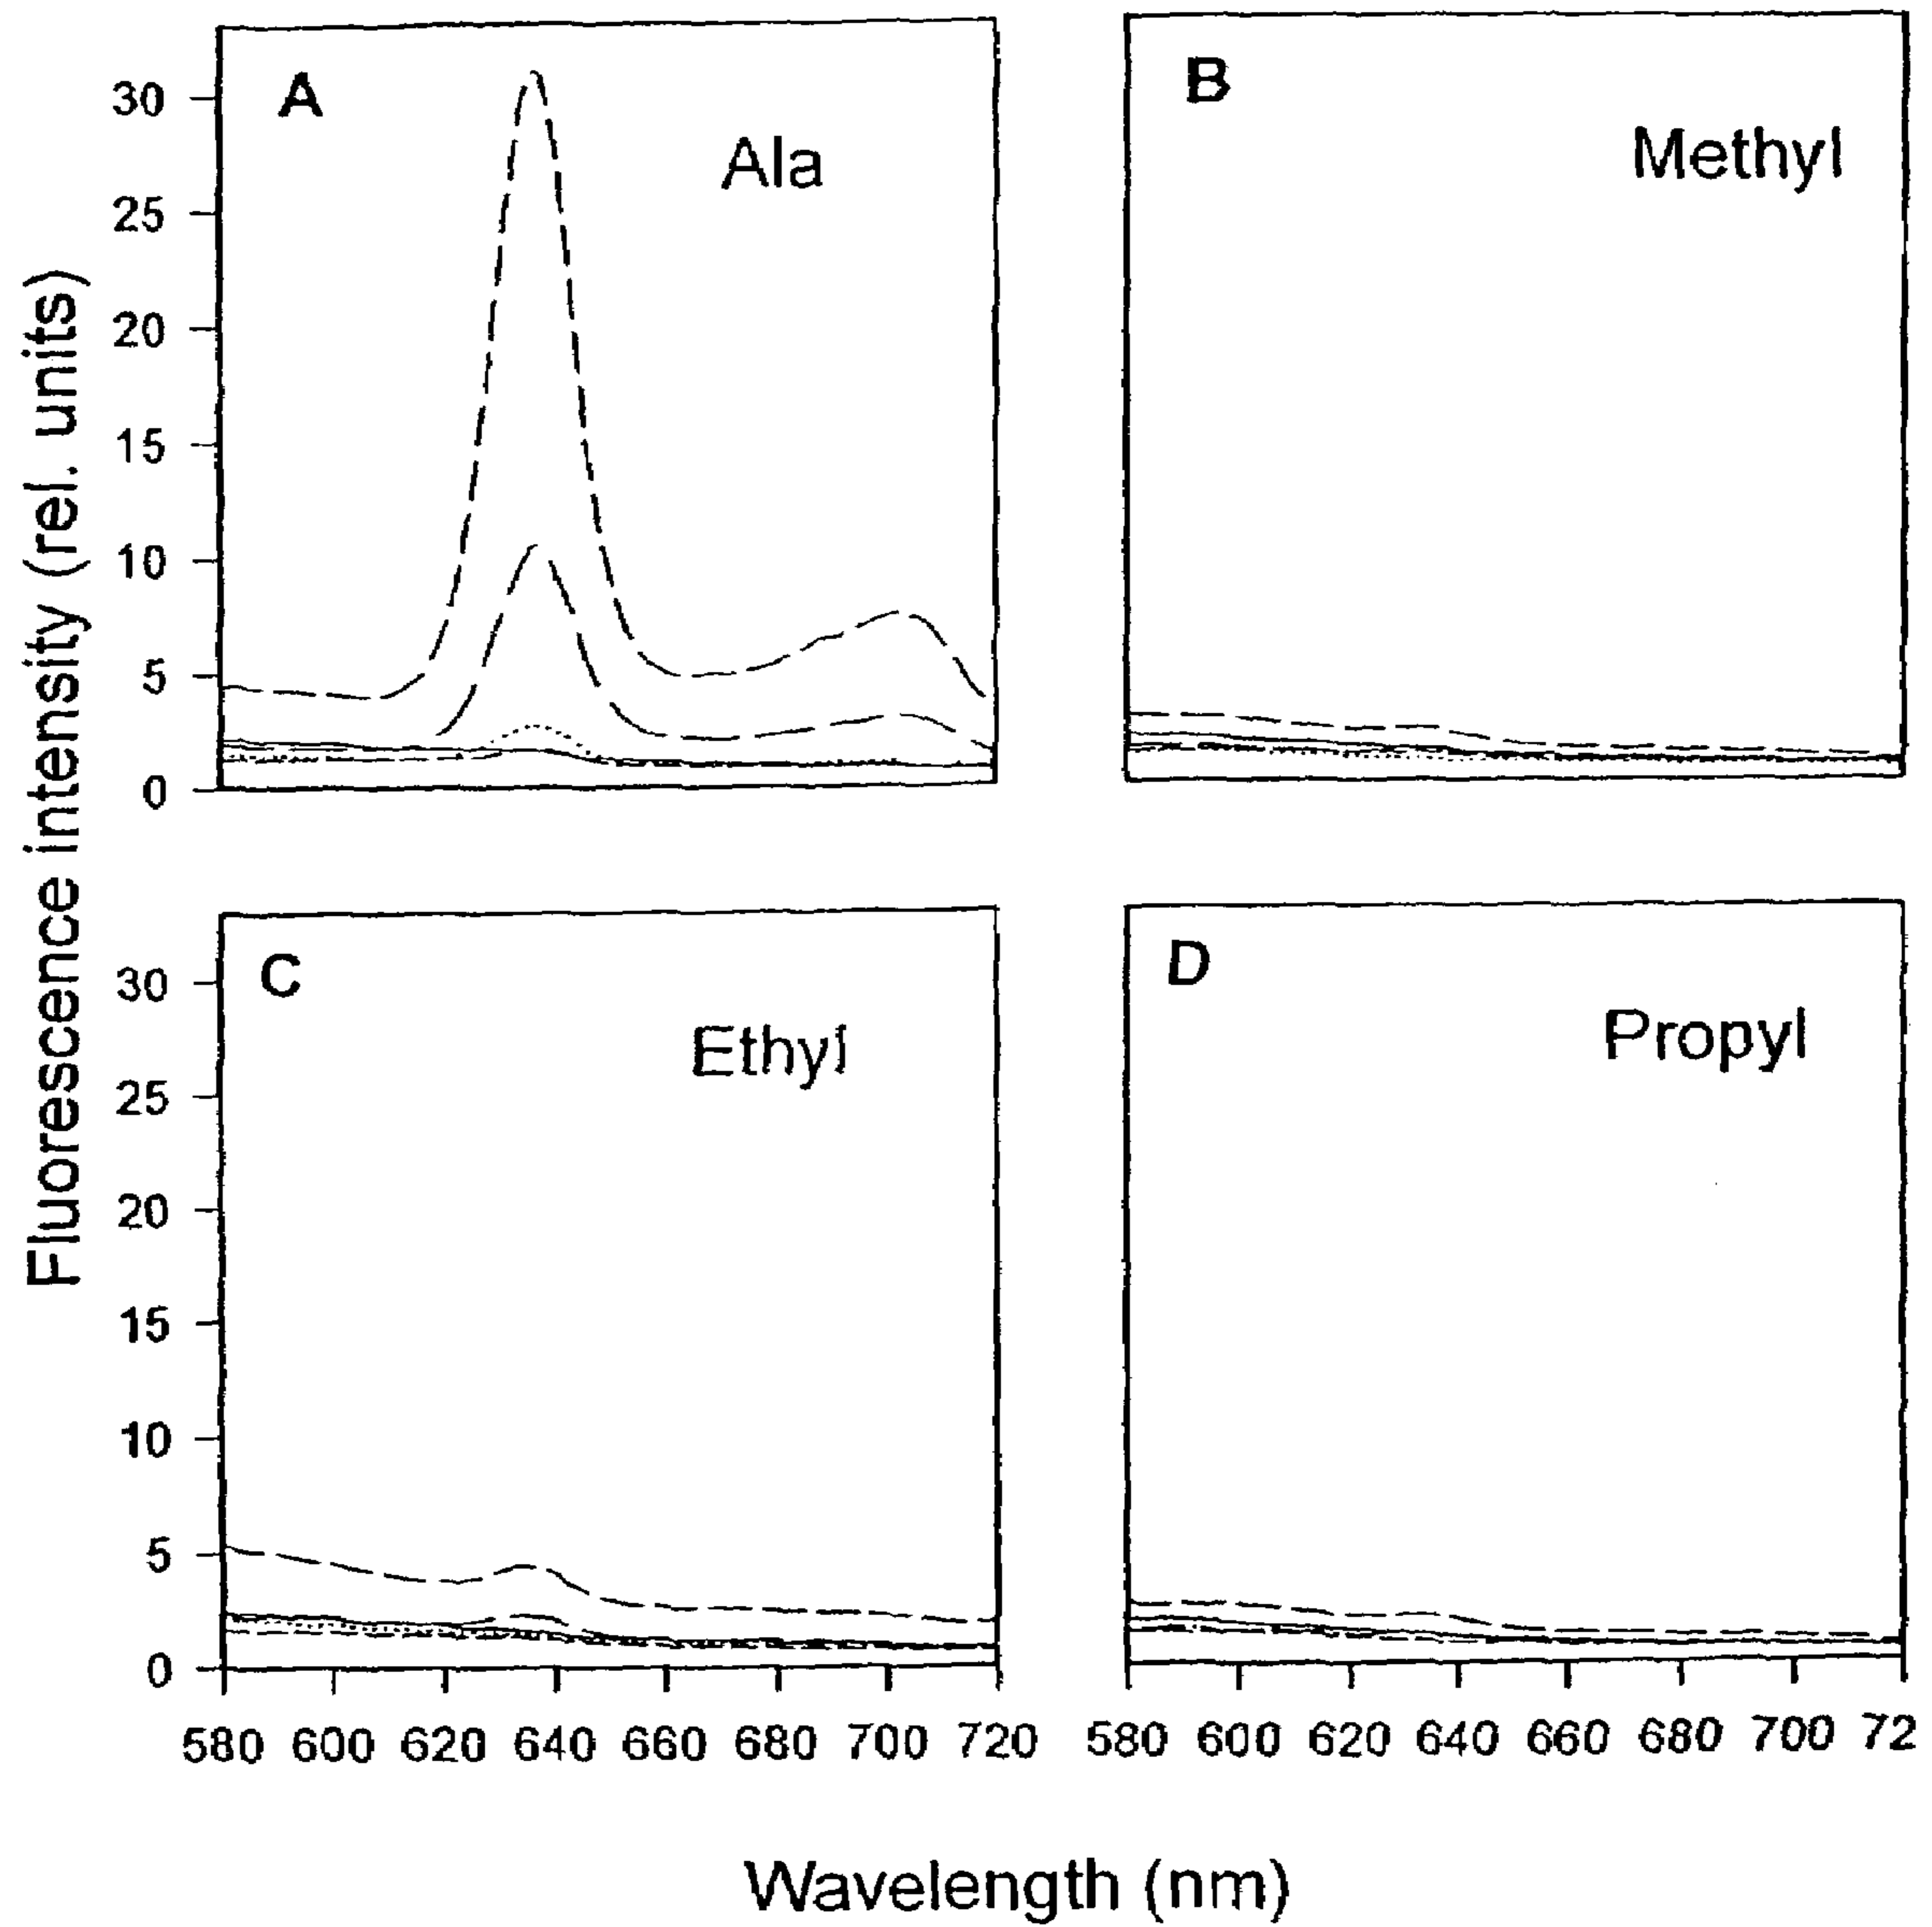 Fluorescence intensity (rel. units)
A
Ala
30
25
20
15
10
5
0
B
Methyl
C
Ethyl
30
25
20
15
10
5
0
580 600 620 640 660 680 700 720
D
Propyl
580 600 620 640 660 680 700 72
Wavelength (nm)